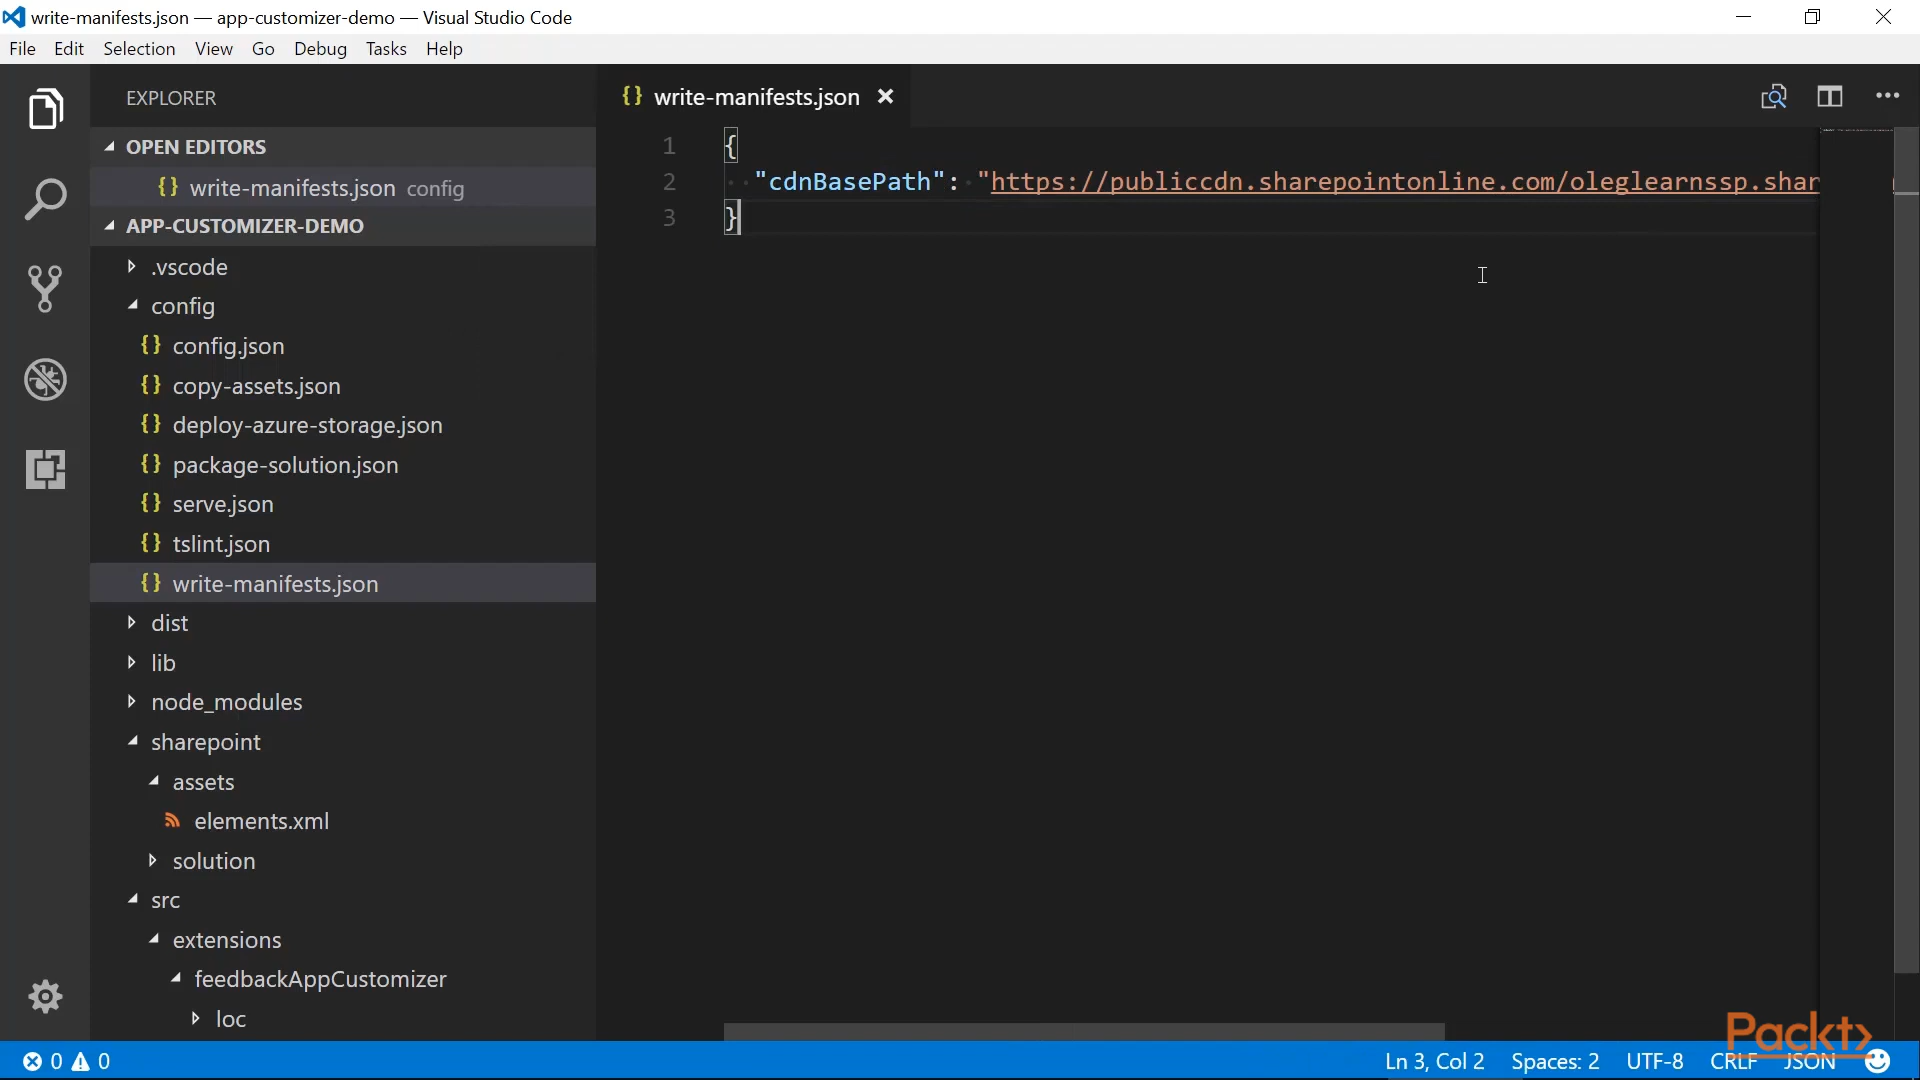 write-manifests.json — app-customizer-demo — Visual Studio Code
File Edit Selection View Go Debug Tasks Help
EXPLORER
OPEN EDITORS
{} write-manifests.json config
APP-CUSTOMIZER-DEMO
.vscode
config
{} config.json
{} copy-assets.json
{} deploy-azure-storage.json
{} package-solution.json
{} serve.json
{} tslint.json
{} write-manifests.json
dist
lib
node_modules
sharepoint
assets
elements.xml
solution
src
extensions
feedbackAppCustomizer
loc
{} write-manifests.json
1 {
2 "cdnBasePath": "https://publiccdn.sharepointonline.com/oleglearnssp.shar
3 }
Packt
0 0
Ln 3, Col 2 Spaces: 2 UTF-8 CRLF JSON